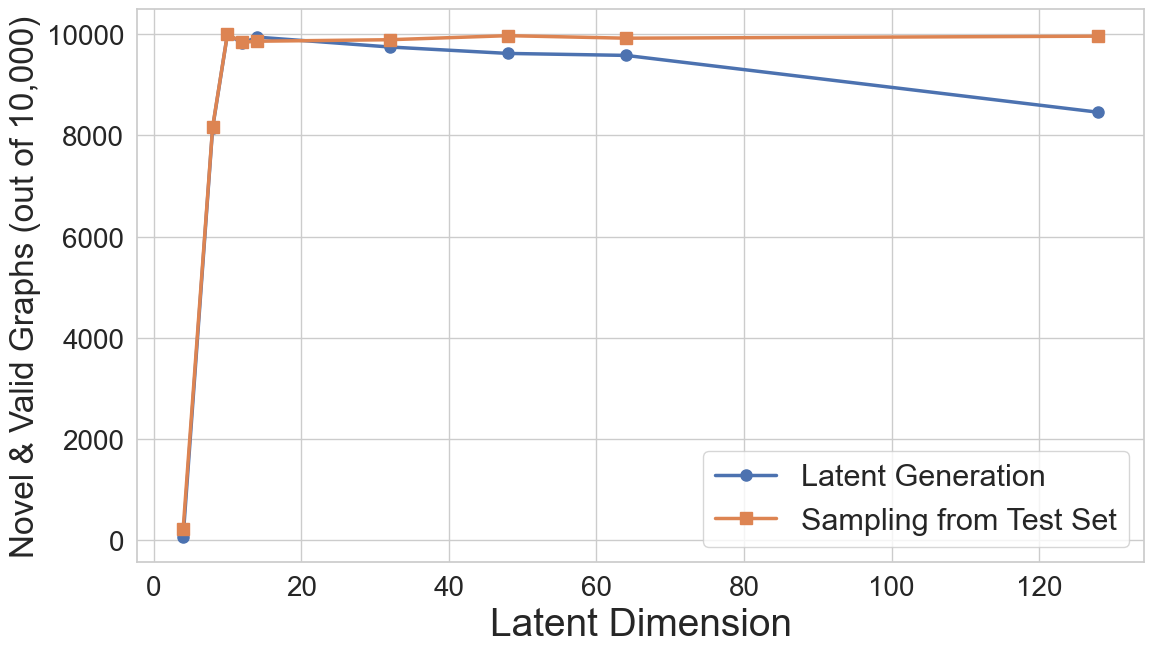 Novel & Valid Graphs (out of 10,000)
10000
8000
6000
4000
2000
0
0 20 40 60 80 100 120
Latent Dimension
Latent Generation
Sampling from Test Set